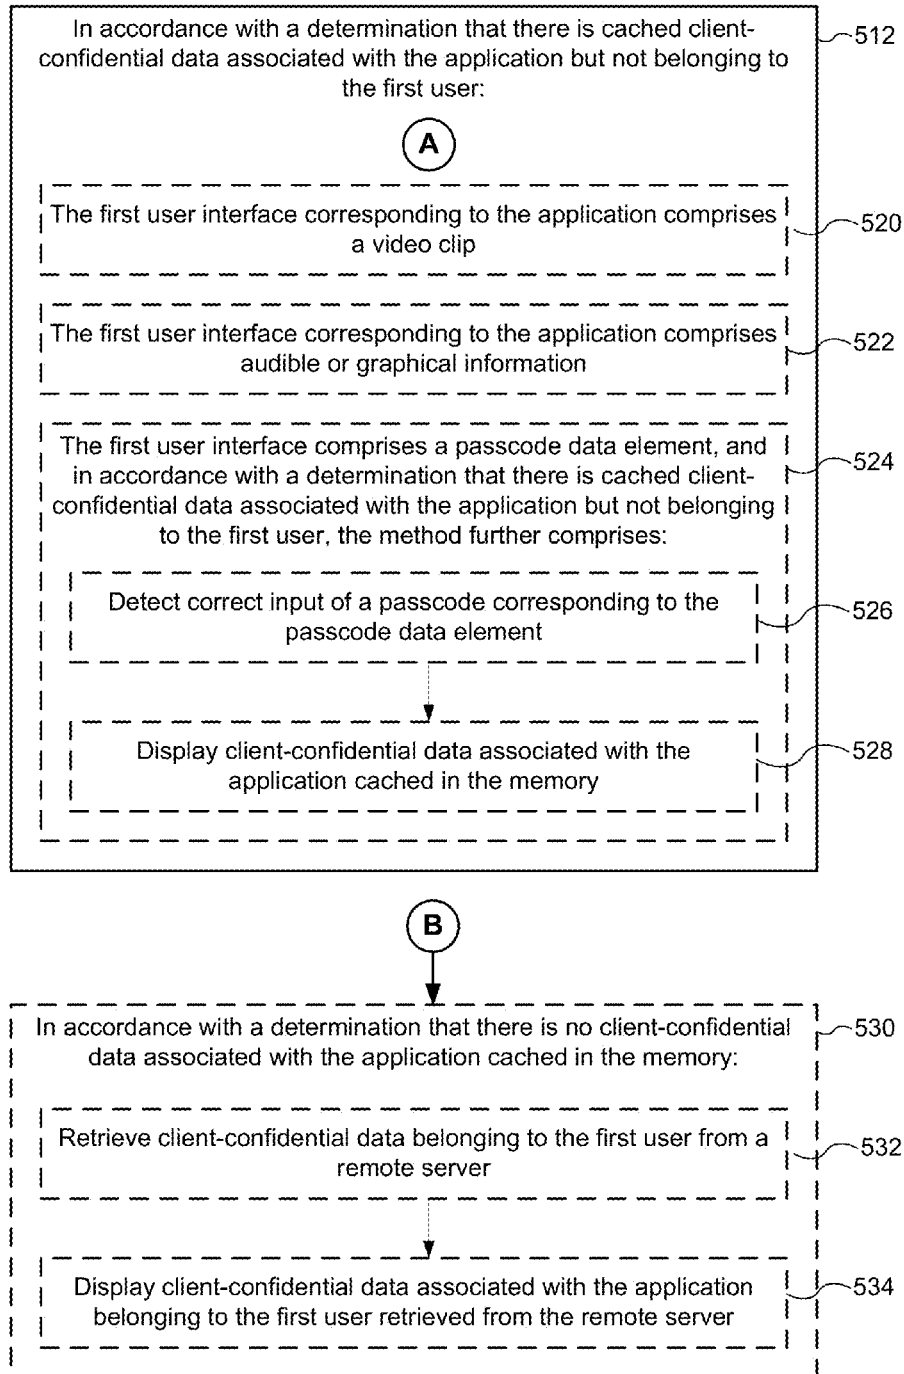 In accordance with a determination that there is cached client-
confidential data associated with the application but not belonging to
the first user:
512
A
The first user interface corresponding to the application comprises
a video clip
520
The first user interface corresponding to the application comprises
audible or graphical information
522
The first user interface comprises a passcode data element, and
in accordance with a determination that there is cached client-
confidential data associated with the application but not belonging
to the first user, the method further comprises:
524
Detect correct input of a passcode corresponding to the
passcode data element
526
Display client-confidential data associated with the
application cached in the memory
528
B
In accordance with a determination that there is no client-confidential
data associated with the application cached in the memory:
530
Retrieve client-confidential data belonging to the first user from a
remote server
532
Display client-confidential data associated with the application
belonging to the first user retrieved from the remote server
534